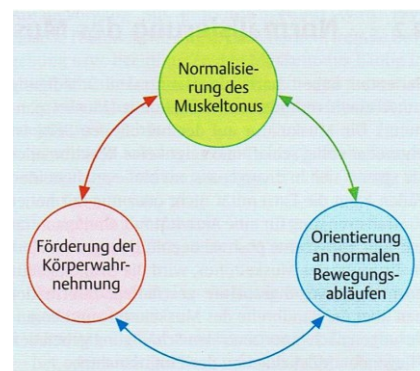 Normalisie-
rung des
Muskeltonus
Förderung der
Körperwahr-
nehmung
Orientierung
an normalen
Bewegungs-
abläufen